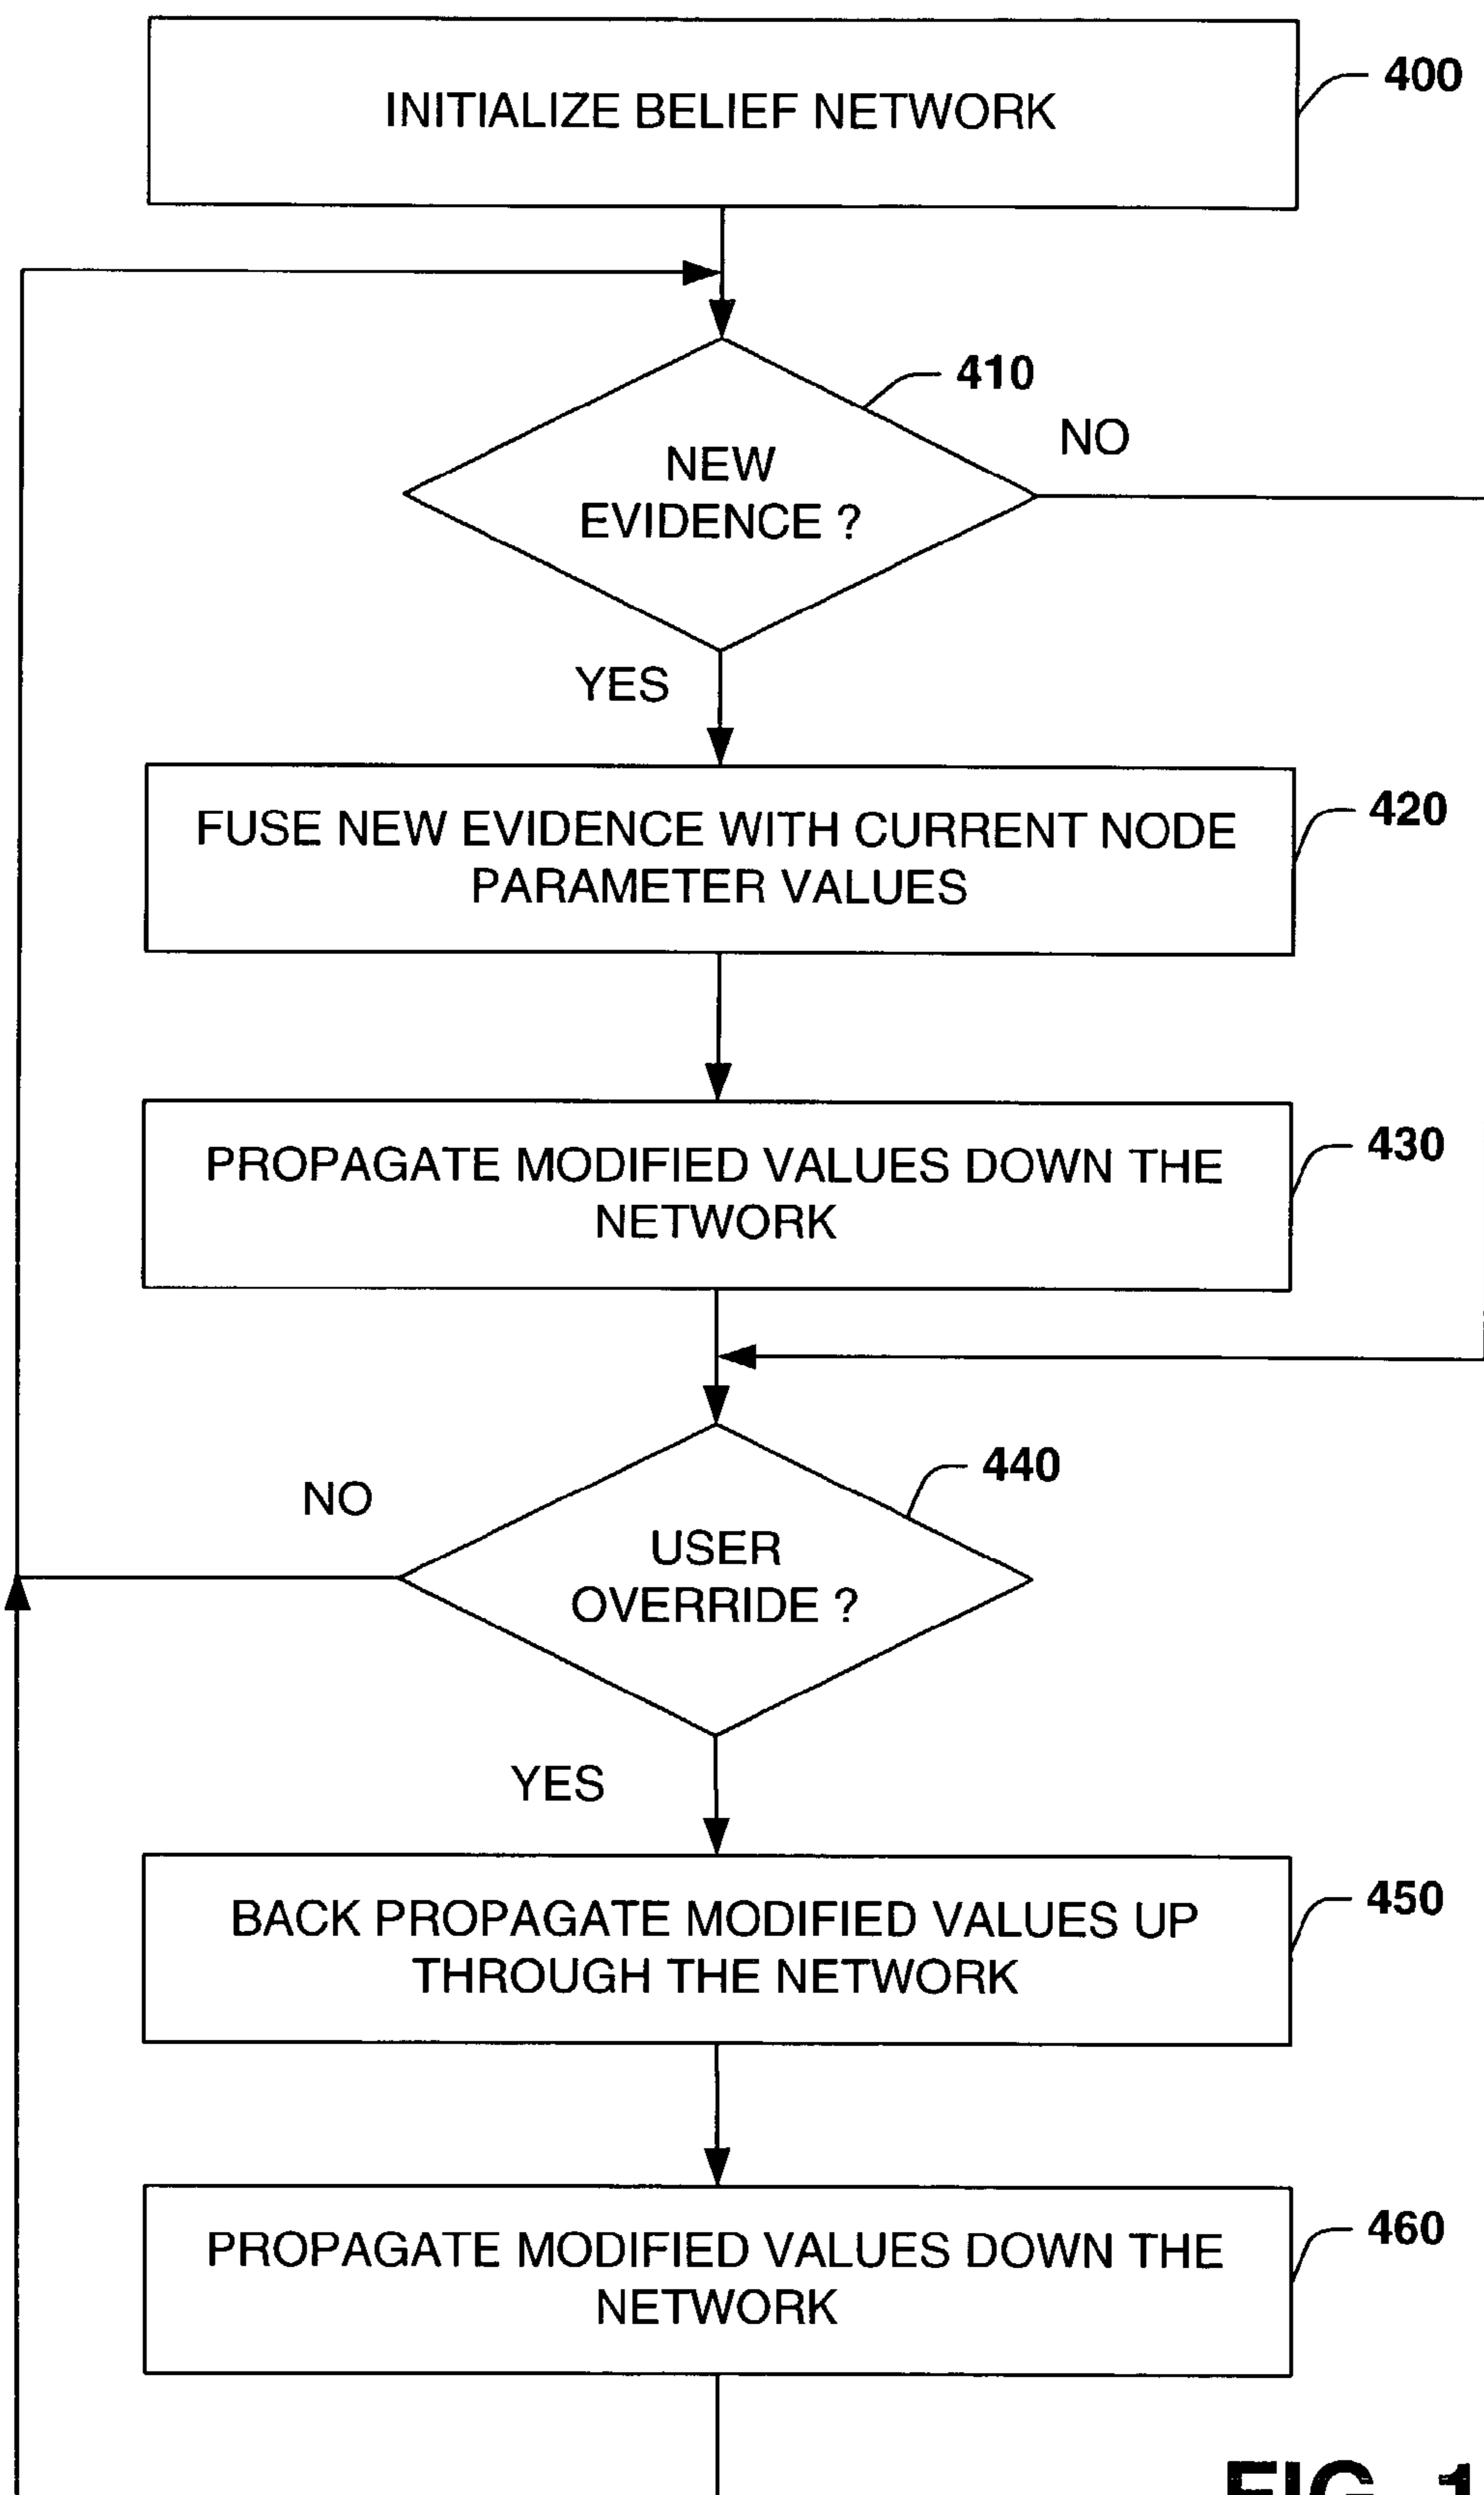 INITIALIZE BELIEF NETWORK
400
410
NO
NEW
EVIDENCE ?
YES
FUSE NEW EVIDENCE WITH CURRENT NODE
PARAMETER VALUES
420
PROPAGATE MODIFIED VALUES DOWN THE
NETWORK
430
440
NO
USER
OVERRIDE ?
YES
BACK PROPAGATE MODIFIED VALUES UP
THROUGH THE NETWORK
450
PROPAGATE MODIFIED VALUES DOWN THE
NETWORK
460